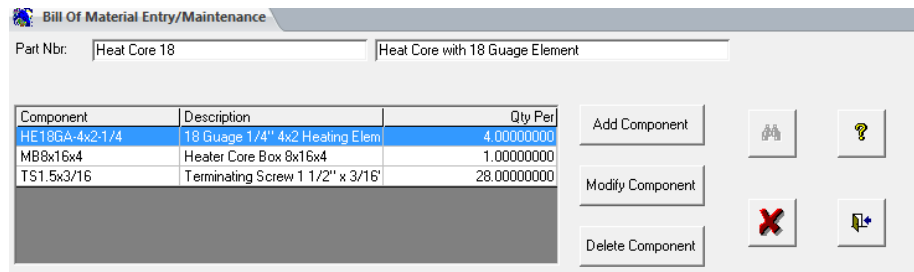 Bill Of Material Entry/Maintenance
Part Nbr: Heat Core 18 Heat Core with 18 Guage Element
Component Description Qty Per
HE18GA-4x2-1/4 18 Guage 1/4" 4x2 Heating Elem 4.00000000
MB8x16x4 Heater Core Box 8x16x4 1.00000000
TS1.5x3/16 Terminating Screw 1 1/2" x 3/16' 28.00000000
Add Component
Modify Component
Delete Component